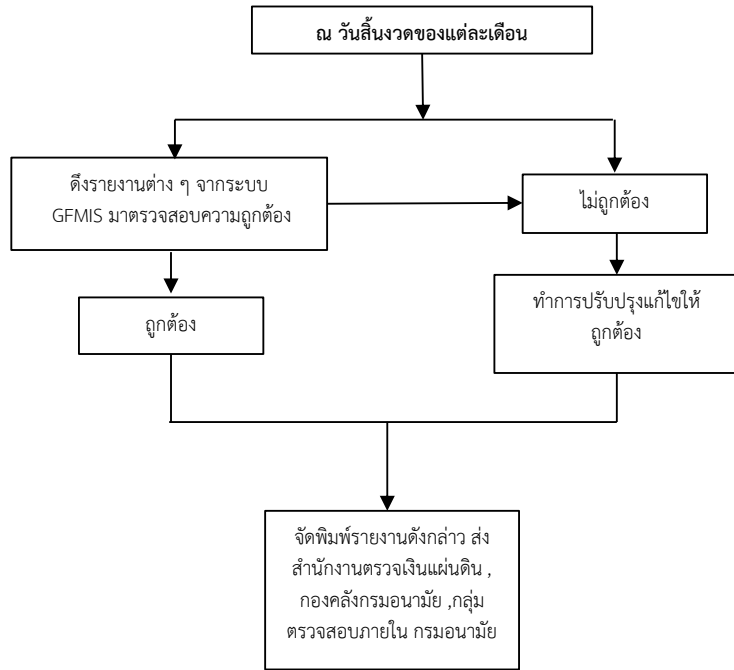 ณ วันสิ้นงวดของแต่ละเดือน
ดึงรายงานต่าง ๆ จากระบบ
GFMIS มาตรวจสอบความถูกต้อง
ไม่ถูกต้อง
ถูกต้อง
ทำการปรับปรุงแก้ไขให้
ถูกต้อง
จัดพิมพ์รายงานดังกล่าว ส่ง
สำนักงานตรวจเงินแผ่นดิน ,
กองคลังกรมอนามัย ,กลุ่ม
ตรวจสอบภายใน กรมอนามัย